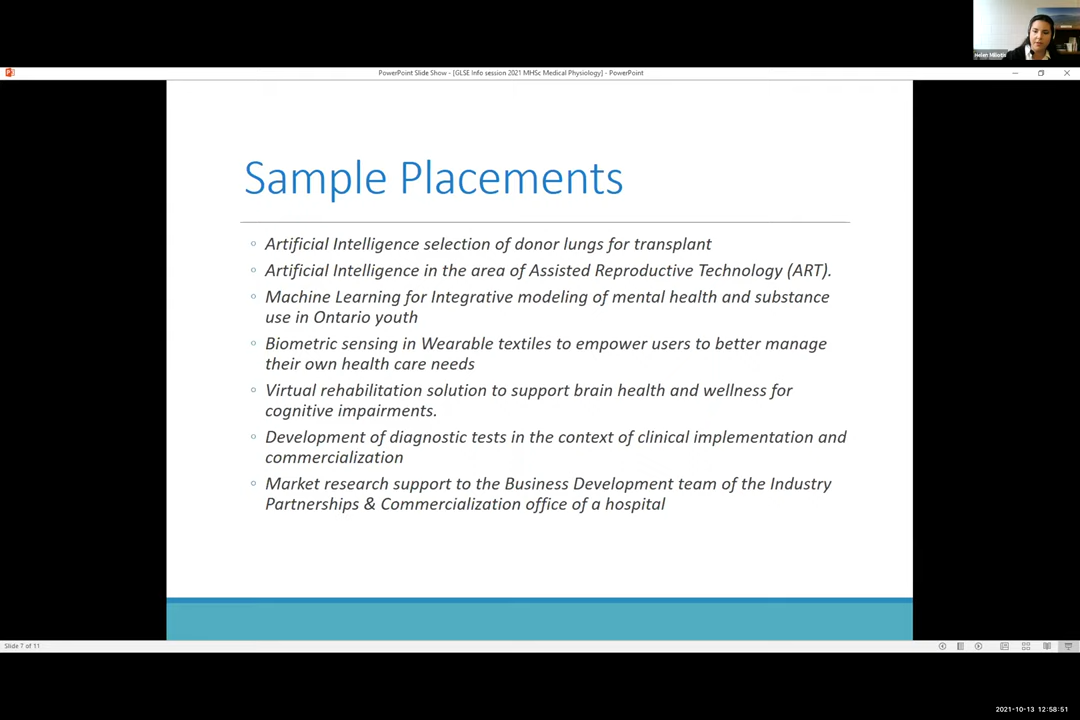 Helen Miliotis
PowerPoint Slide Show - [GLSE Info session 2021 MHSc Medical Physiology] - PowerPoint
Sample Placements
◦ Artificial Intelligence selection of donor lungs for transplant
◦ Artificial Intelligence in the area of Assisted Reproductive Technology (ART).
◦ Machine Learning for Integrative modeling of mental health and substance
use in Ontario youth
◦ Biometric sensing in Wearable textiles to empower users to better manage
their own health care needs
◦ Virtual rehabilitation solution to support brain health and wellness for
cognitive impairments.
◦ Development of diagnostic tests in the context of clinical implementation and
commercialization
◦ Market research support to the Business Development team of the Industry
Partnerships & Commercialization office of a hospital
Slide 7 of 11
2021-10-13 12:58:51